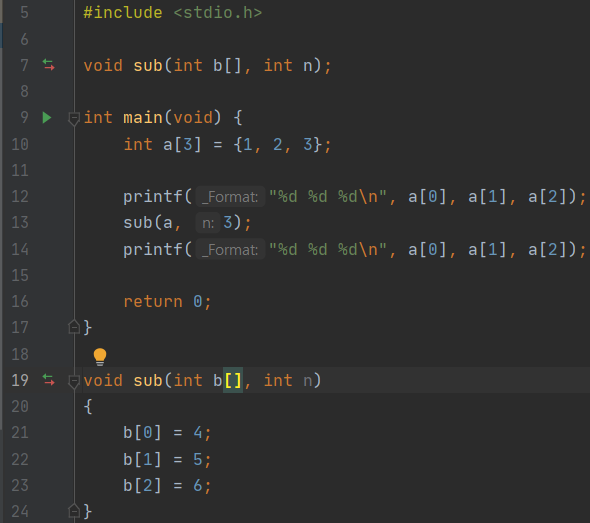 5 #include <stdio.h>
6
7 void sub(int b[], int n);
8
9 int main(void) {
10 int a[3] = {1, 2, 3};
11
12 printf( _Format: "%d %d %d\n", a[0], a[1], a[2]);
13 sub(a, n: 3);
14 printf( _Format: "%d %d %d\n", a[0], a[1], a[2]);
15
16 return 0;
17 }
18
19 void sub(int b[], int n)
20 {
21 b[0] = 4;
22 b[1] = 5;
23 b[2] = 6;
24 }